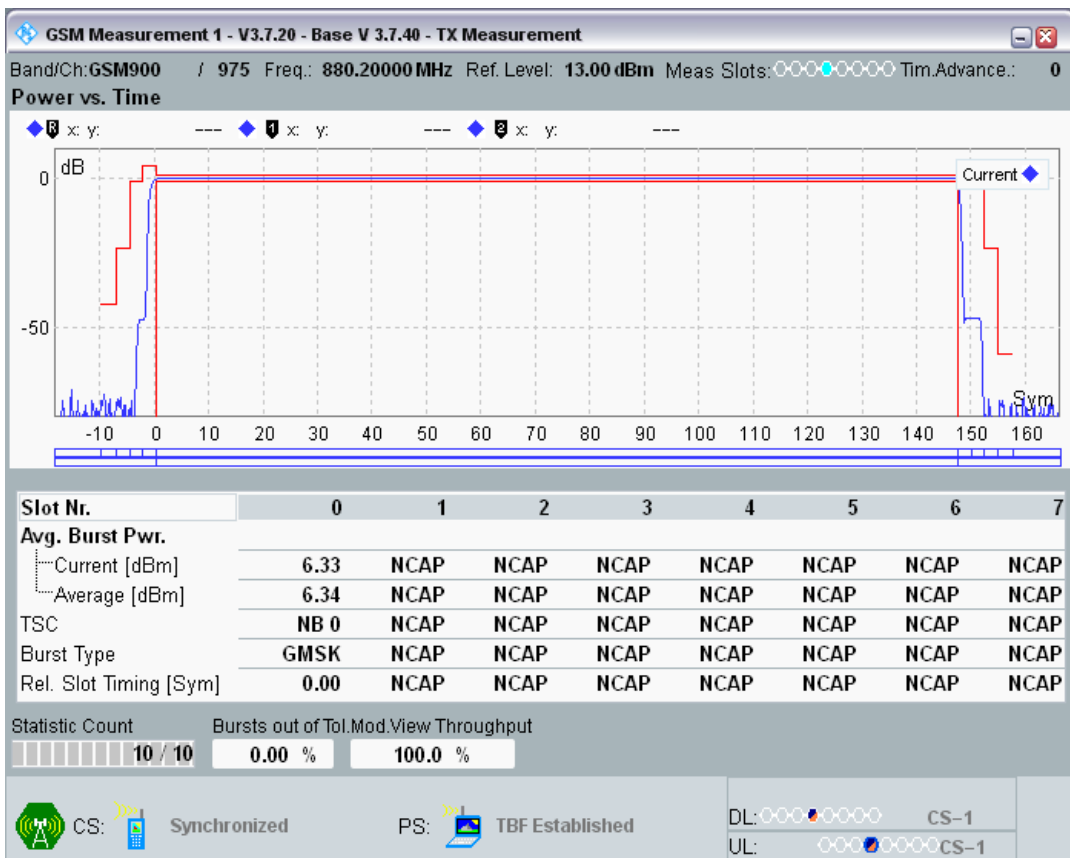 GSM Measurement 1 - V3.7.20 - Base V 3.7.40 - TX Measurement
Band/Ch:GSM900 / 975 Freq.: 880.20000 MHz Ref. Level: 13.00 dBm Meas Slots: Tim.Advance.: 0
Power vs. Time
R x: y: --- 1 x: y: --- 2 x: y: ---
dB
Current
0
-50
Sym
-10 0 10 20 30 40 50 60 70 80 90 100 110 120 130 140 150 160
Slot Nr. 0 1 2 3 4 5 6 7
Avg. Burst Pwr.
Current [dBm] 6.33 NCAP NCAP NCAP NCAP NCAP NCAP NCAP
Average [dBm] 6.34 NCAP NCAP NCAP NCAP NCAP NCAP NCAP
TSC NB 0 NCAP NCAP NCAP NCAP NCAP NCAP NCAP
Burst Type GMSK NCAP NCAP NCAP NCAP NCAP NCAP NCAP
Rel. Slot Timing [Sym] 0.00 NCAP NCAP NCAP NCAP NCAP NCAP NCAP
Statistic Count Bursts out of Tol.Mod.View Throughput
10 / 10 0.00 % 100.0 %
CS: Synchronized PS: TBF Established
DL: CS-1
UL: CS-1